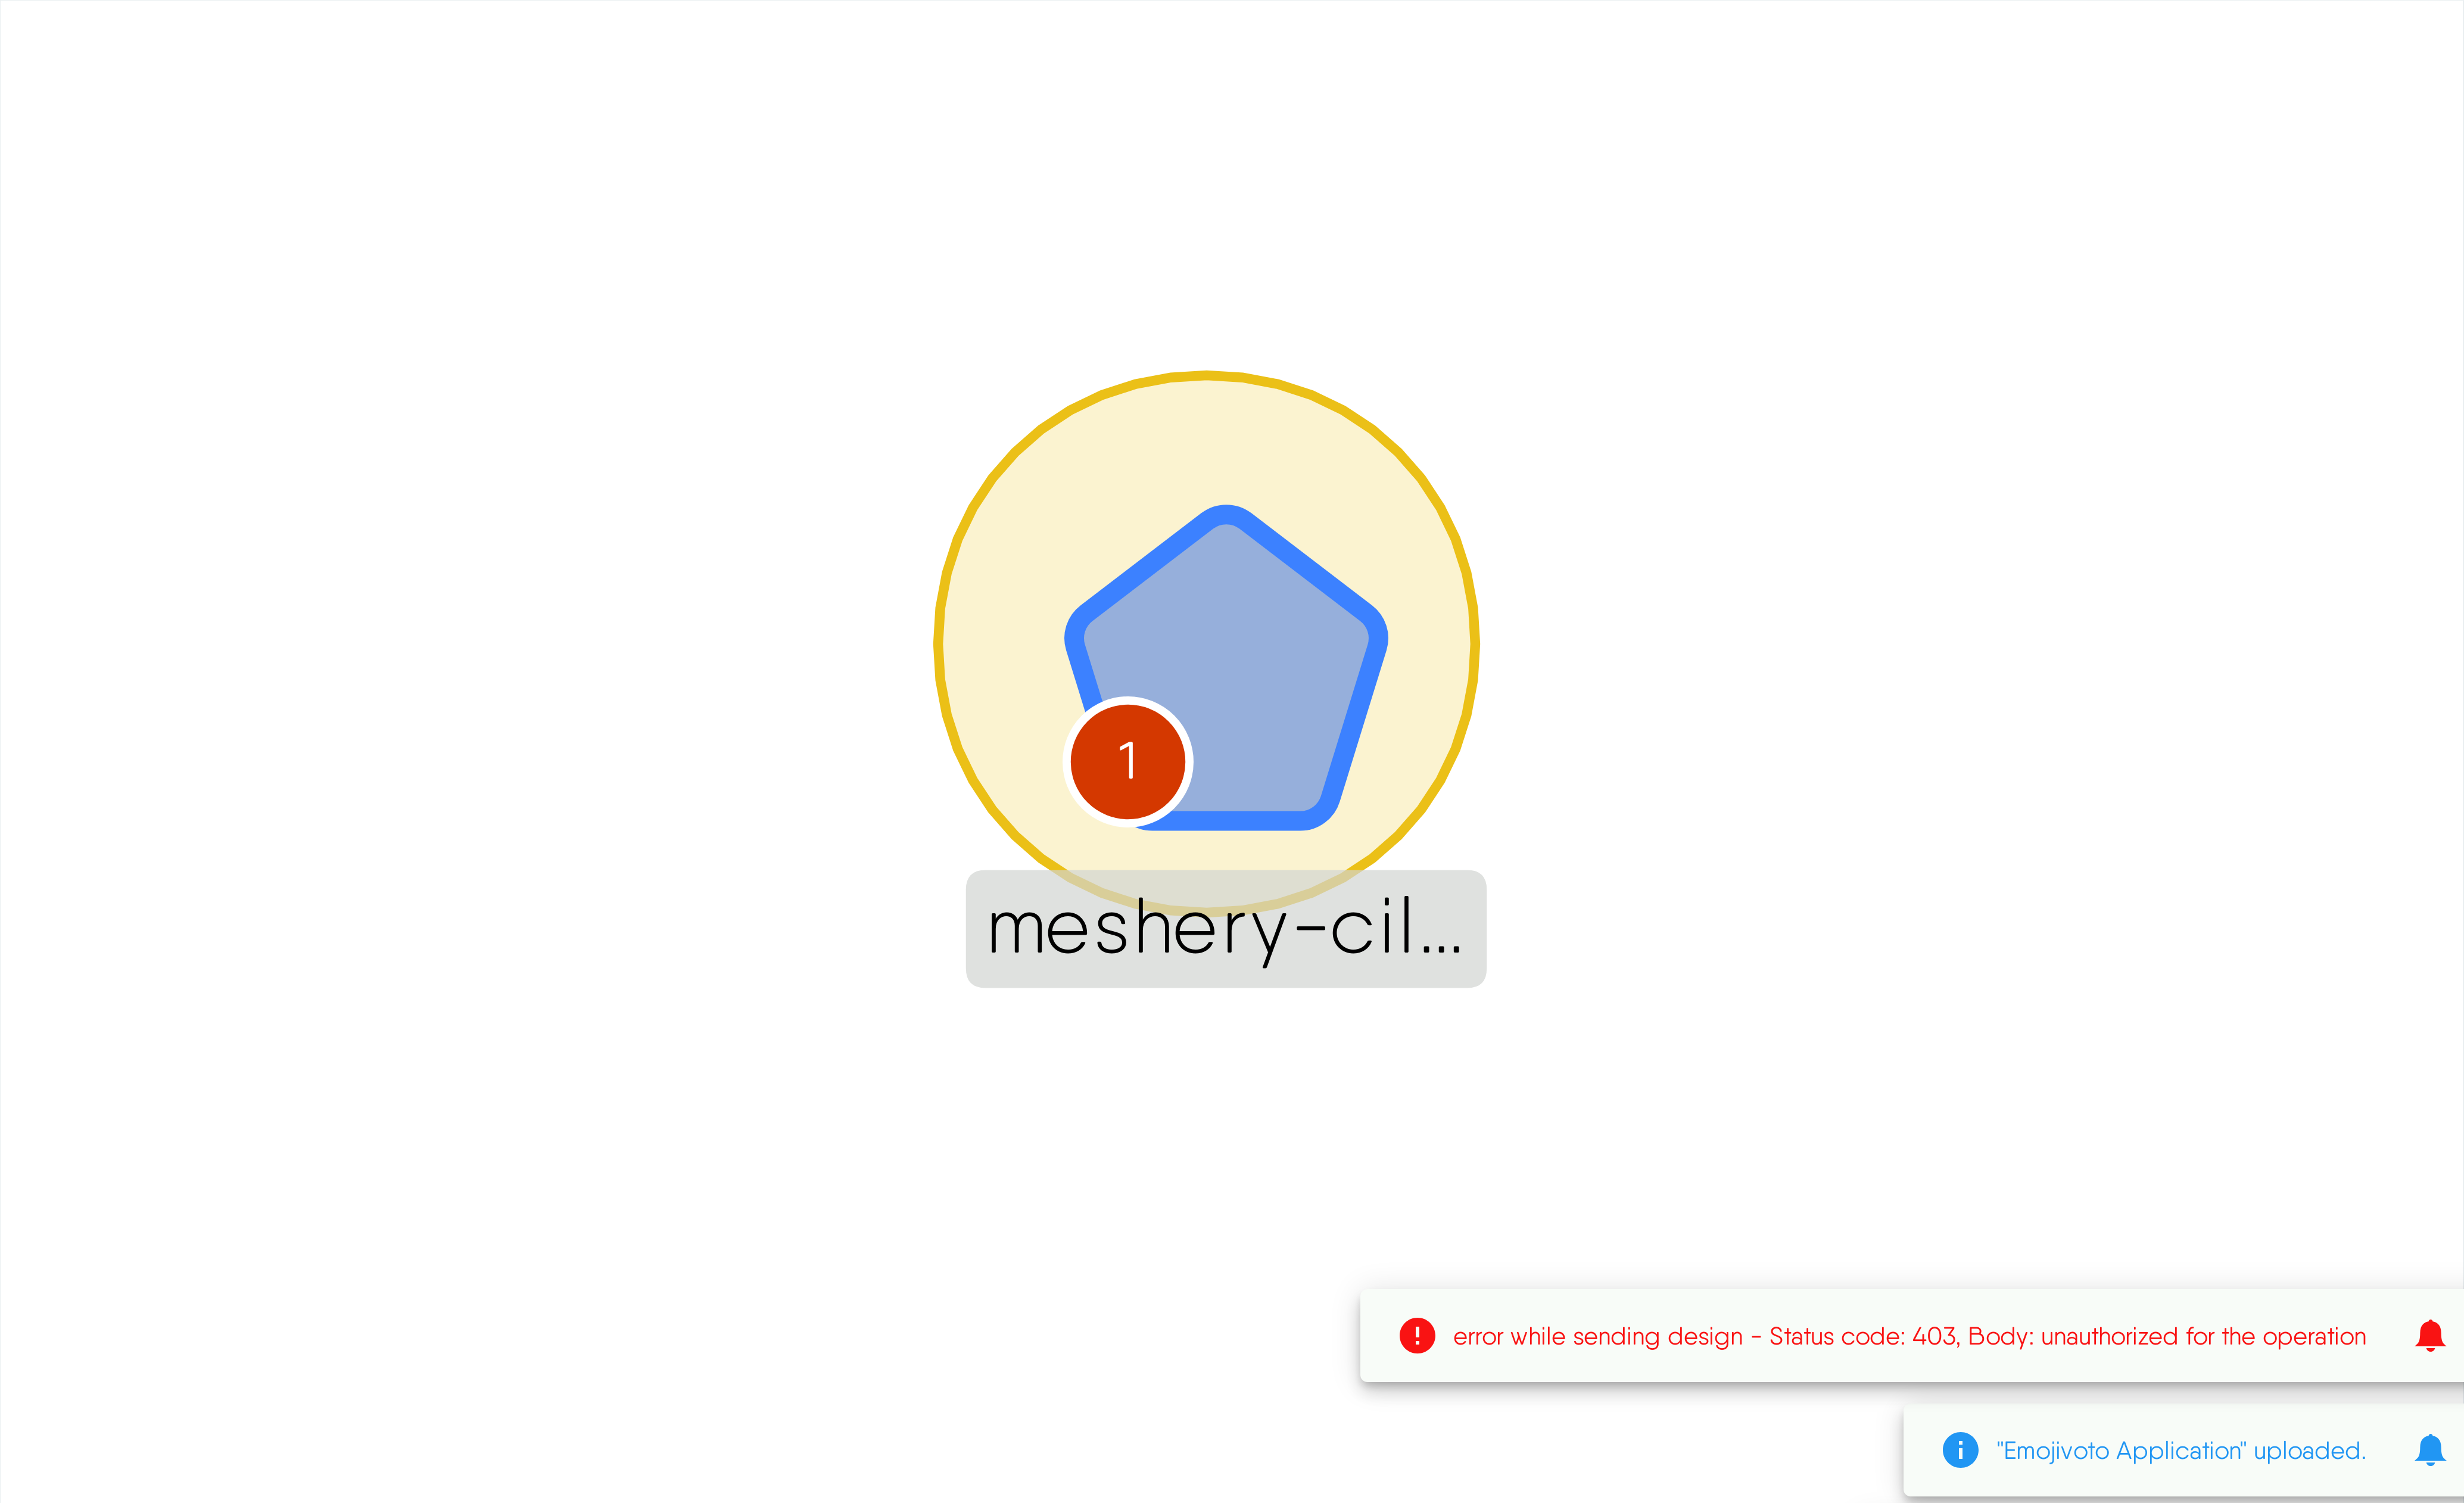 1
meshery-cil...
error while sending design - Status code: 403, Body: unauthorized for the operation
"Emojivoto Application" uploaded.